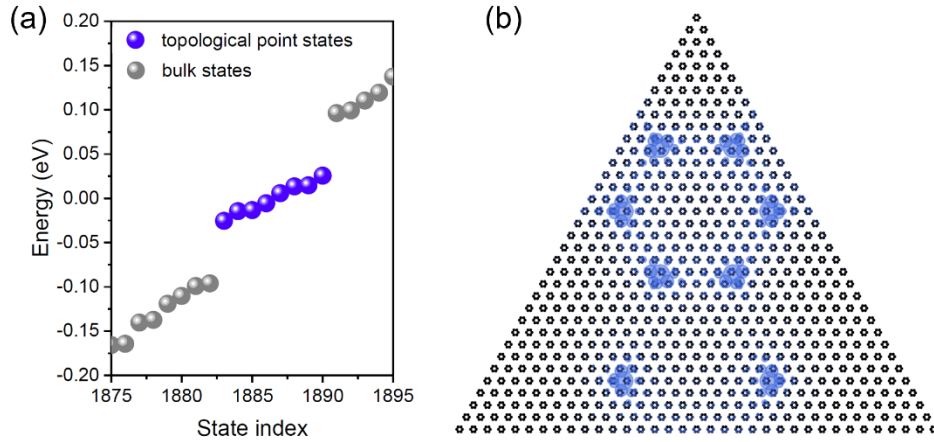 (a)
(b)
0.20
topological point states
bulk states
0.15
0.10
0.05
0.00
-0.05
-0.10
-0.15
-0.20
Energy (eV)
1875 1880 1885 1890 1895
State index